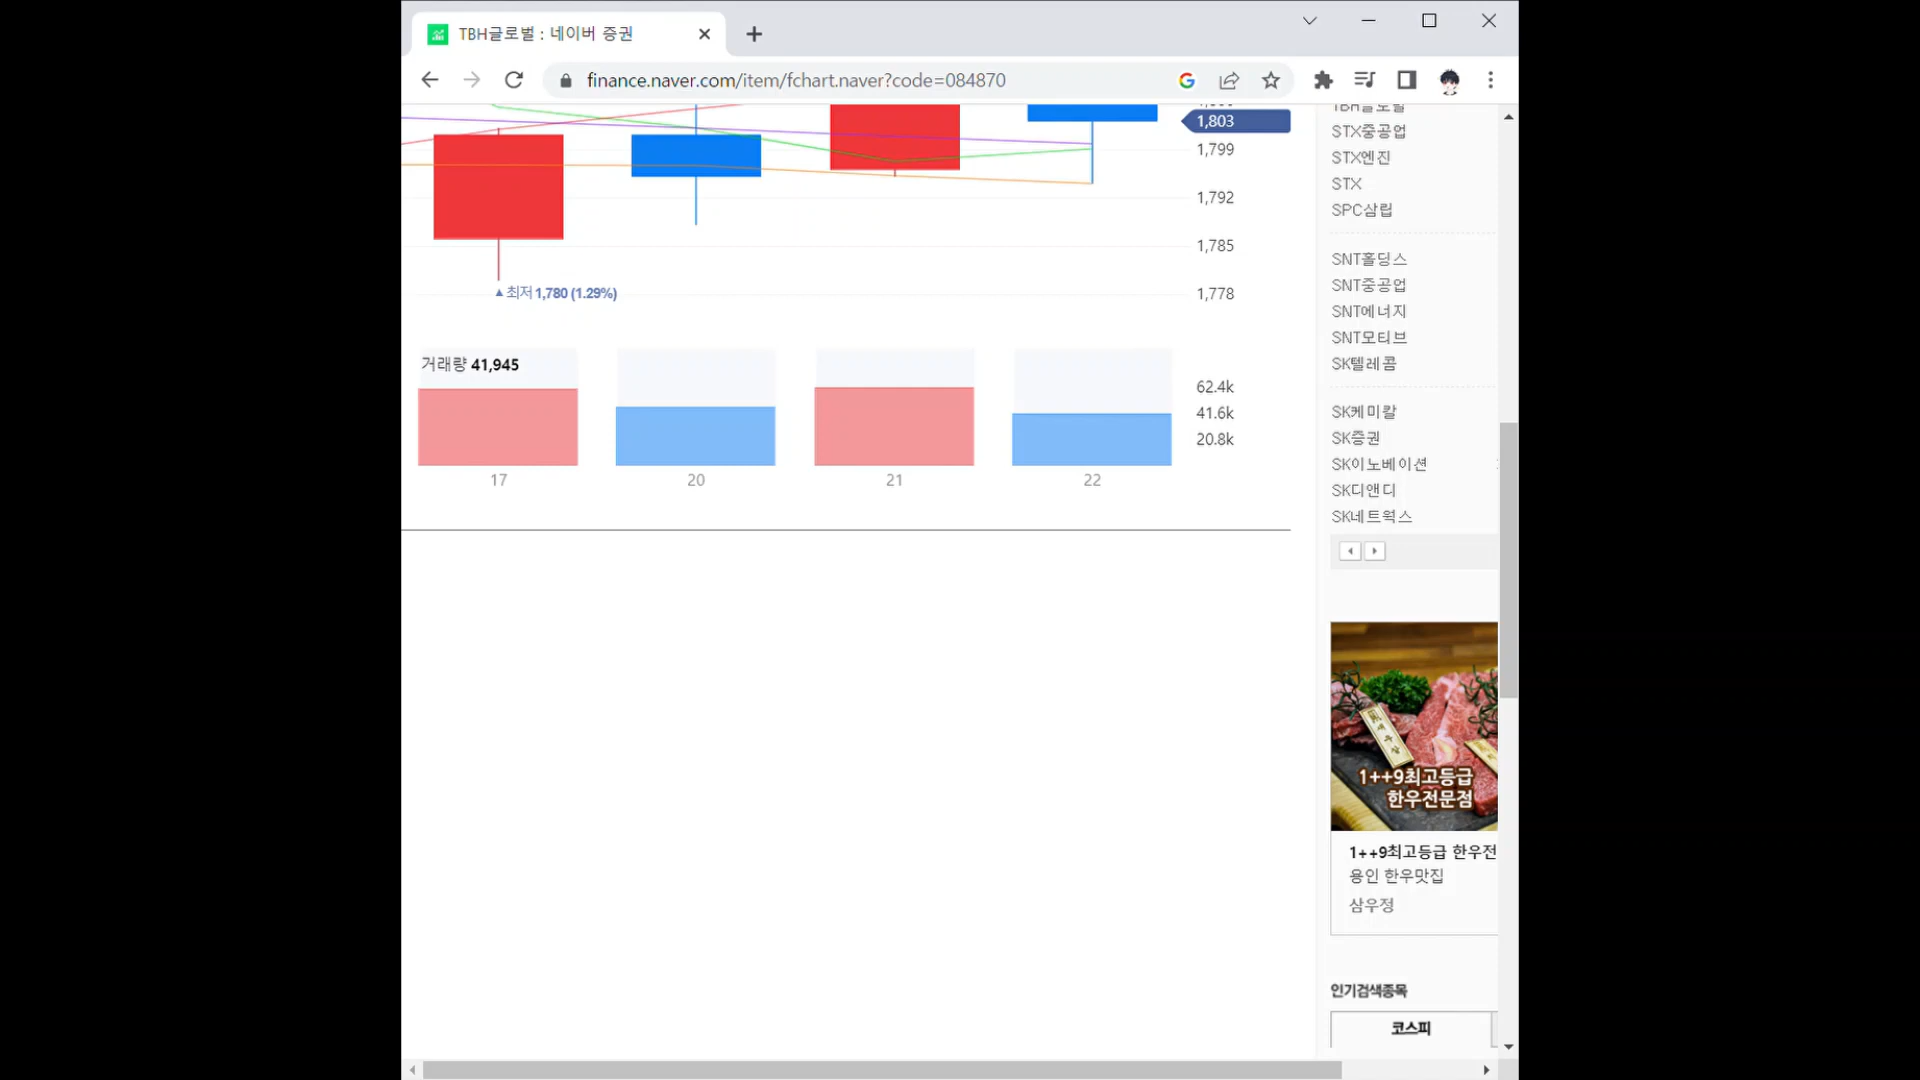 TBH글로벌 : 네이버 증권
finance.naver.com/item/fchart.naver?code=084870
1,803
1,799
1,792
1,785
1,778
▲최저 1,780 (1.29%)
거래량 41,945
62.4k
41.6k
20.8k
17
20
21
22
TBH글로벌
STX중공업
STX엔진
STX
SPC삼립
SNT홀딩스
SNT중공업
SNT에너지
SNT모티브
SK텔레콤
SK케미칼
SK증권
SK이노베이션
SK디앤디
SK네트웍스
1++9최고등급
한우전문점
1++9최고등급 한우전
용인 한우맛집
삼우정
인기검색종목
코스피